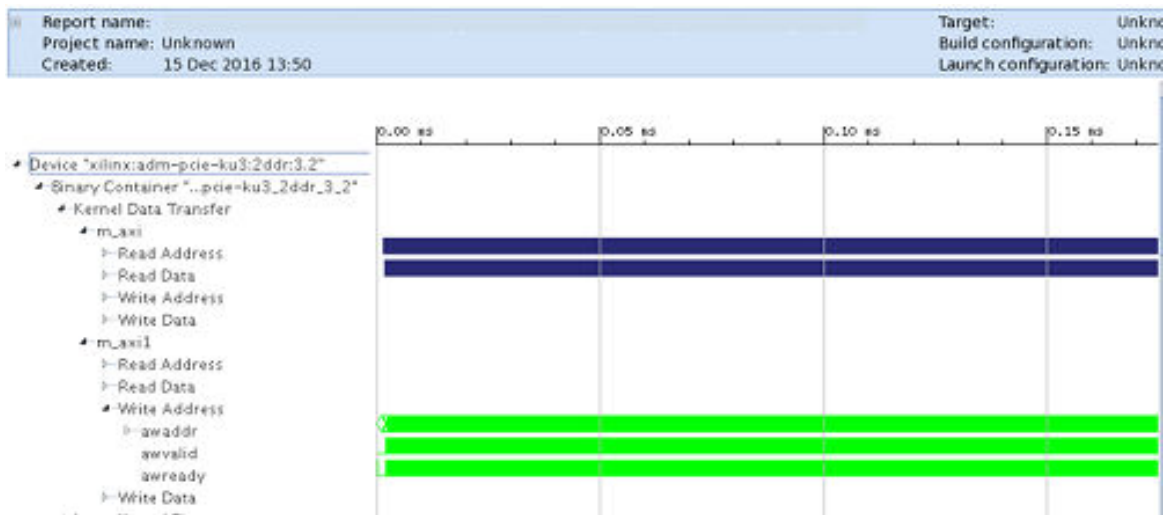 Report name:
Target: Unkno
Project name: Unknown
Build configuration: Unkno
Created: 15 Dec 2016 13:50
Launch configuration: Unkno
0.00 ms 0.05 ms 0.10 ms 0.15 ms
Device "xilinx:adm-pcie-ku3:2ddr:3.2"
Binary Container "...pcie-ku3_2ddr_3_2"
Kernel Data Transfer
m_axi
Read Address
Read Data
Write Address
Write Data
m_axi1
Read Address
Read Data
Write Address
awaddr
awvalid
awready
Write Data